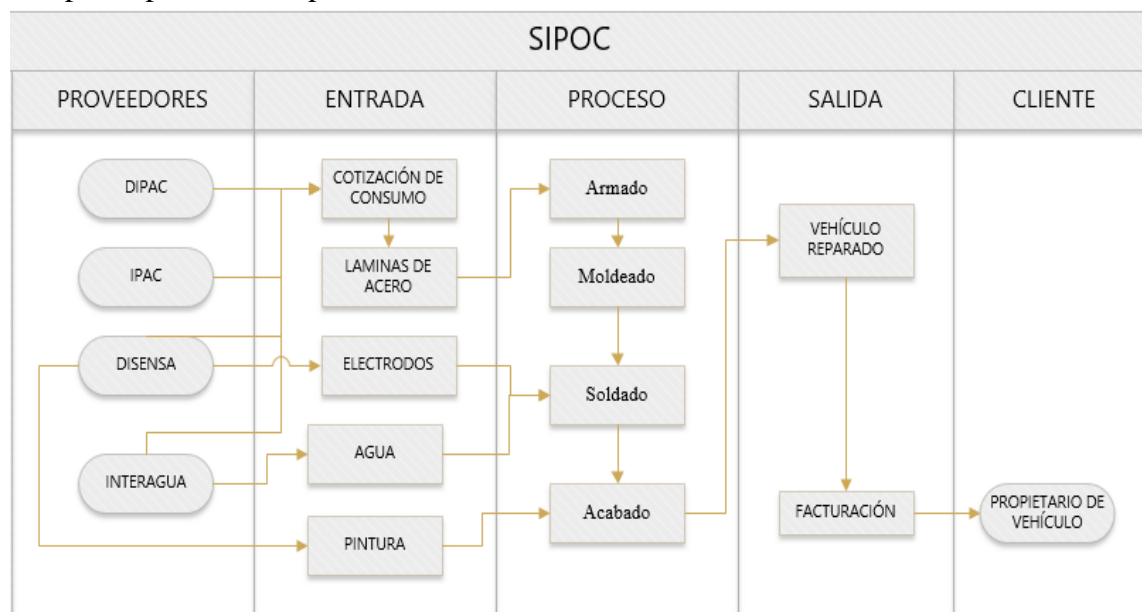 SIPOC
PROVEEDORES
ENTRADA
PROCESO
SALIDA
CLIENTE
DIPAC
IPAC
DISENSA
INTERAGUA
COTIZACIÓN DE
CONSUMO
LAMINAS DE
ACERO
ELECTRODOS
AGUA
PINTURA
Armado
Moldeado
Soldado
Acabado
VEHÍCULO
REPARADO
FACTURACIÓN
PROPIETARIO DE
VEHÍCULO